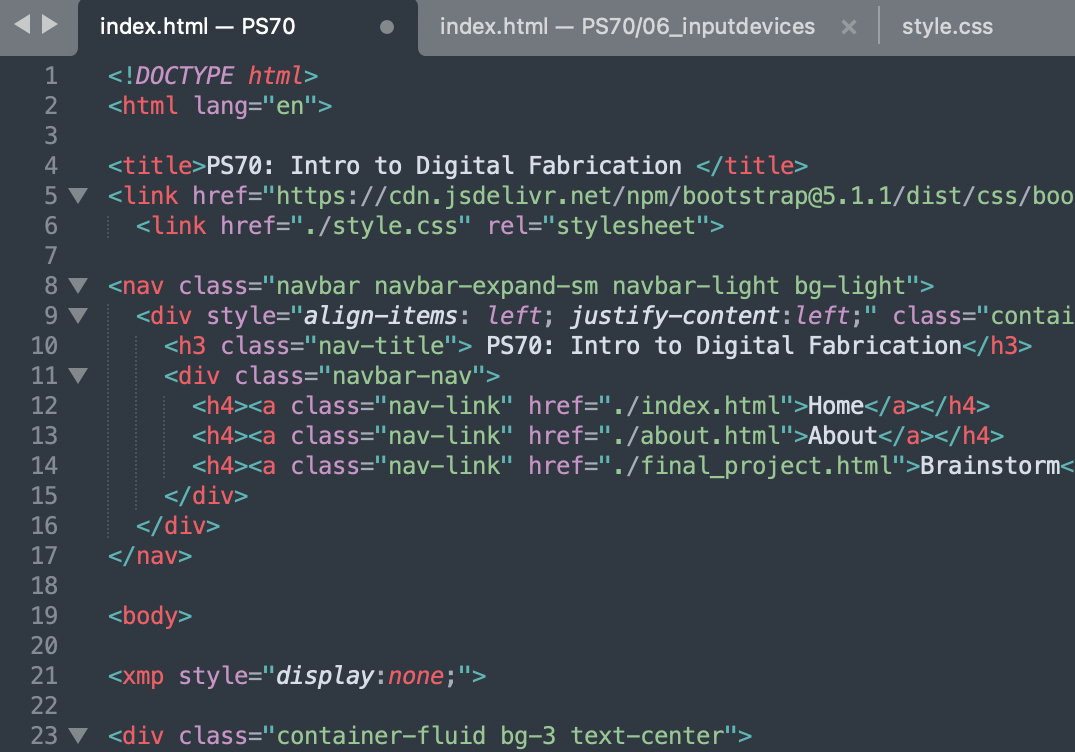 index.html — PS70
index.html — PS70/06_inputdevices
style.css
1 <!DOCTYPE html>
2 <html lang="en">
3
4 <title>PS70: Intro to Digital Fabrication </title>
5 <link href="https://cdn.jsdelivr.net/npm/bootstrap@5.1.1/dist/css/boo
6 <link href="./style.css" rel="stylesheet">
7
8 <nav class="navbar navbar-expand-sm navbar-light bg-light">
9 <div style="align-items: left; justify-content:left;" class="contai
10 <h3 class="nav-title"> PS70: Intro to Digital Fabrication</h3>
11 <div class="navbar-nav">
12 <h4><a class="nav-link" href="./index.html">Home</a></h4>
13 <h4><a class="nav-link" href="./about.html">About</a></h4>
14 <h4><a class="nav-link" href="./final_project.html">Brainstorm<
15 </div>
16 </div>
17 </nav>
18
19 <body>
20
21 <xmp style="display:none;">
22
23 <div class="container-fluid bg-3 text-center">